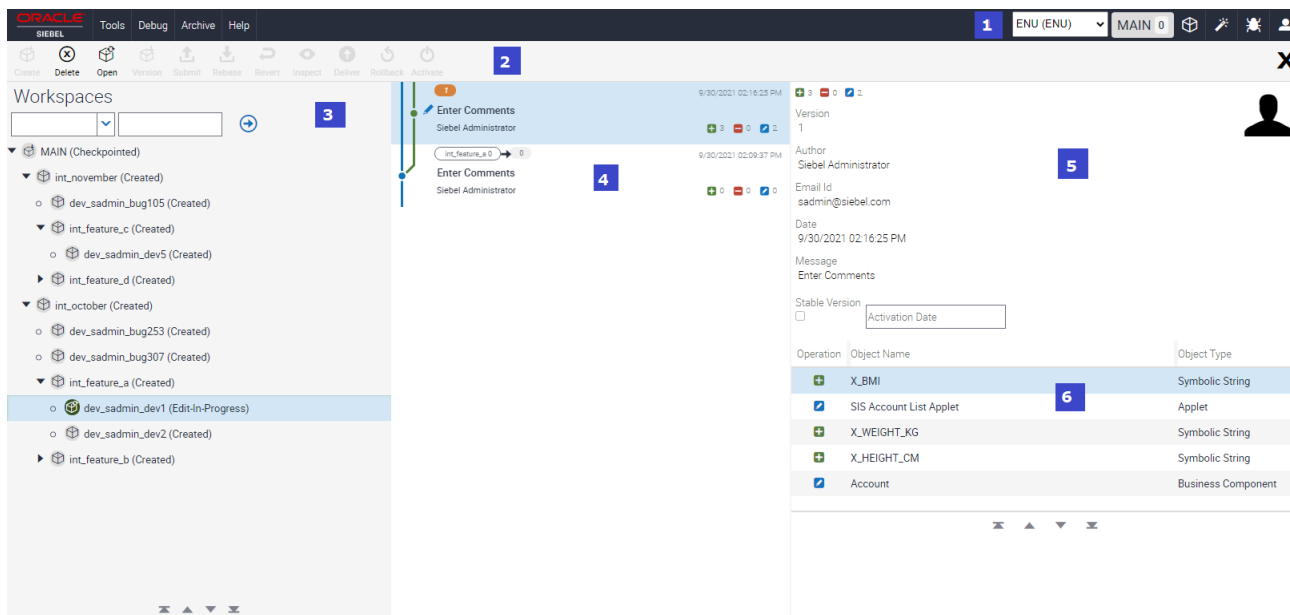 ORACLE
SIEBEL
Tools Debug Archive Help
1
ENU (ENU)
MAIN 0
Create Delete Open Version Submit Rebase Revert Inspect Deliver Rollback Activate
2
X
Workspaces
3
MAIN (Checkpointed)
int_november (Created)
dev_sadmin_bug105 (Created)
int_feature_c (Created)
dev_sadmin_dev5 (Created)
int_feature_d (Created)
int_october (Created)
dev_sadmin_bug253 (Created)
dev_sadmin_bug307 (Created)
int_feature_a (Created)
dev_sadmin_dev1 (Edit-In-Progress)
dev_sadmin_dev2 (Created)
int_feature_b (Created)
1
9/30/2021 02:16:25 PM
Enter Comments
Siebel Administrator
3 0 2
int_feature_a 0
0
9/30/2021 02:09:37 PM
Enter Comments
4
Siebel Administrator
0 0 0
3 0 2
Version
1
Author
Siebel Administrator
5
Email Id
sadmin@siebel.com
Date
9/30/2021 02:16:25 PM
Message
Enter Comments
Stable Version
Activation Date
Operation Object Name Object Type
X_BMI Symbolic String
6
SIS Account List Applet Applet
X_WEIGHT_KG Symbolic String
X_HEIGHT_CM Symbolic String
Account Business Component